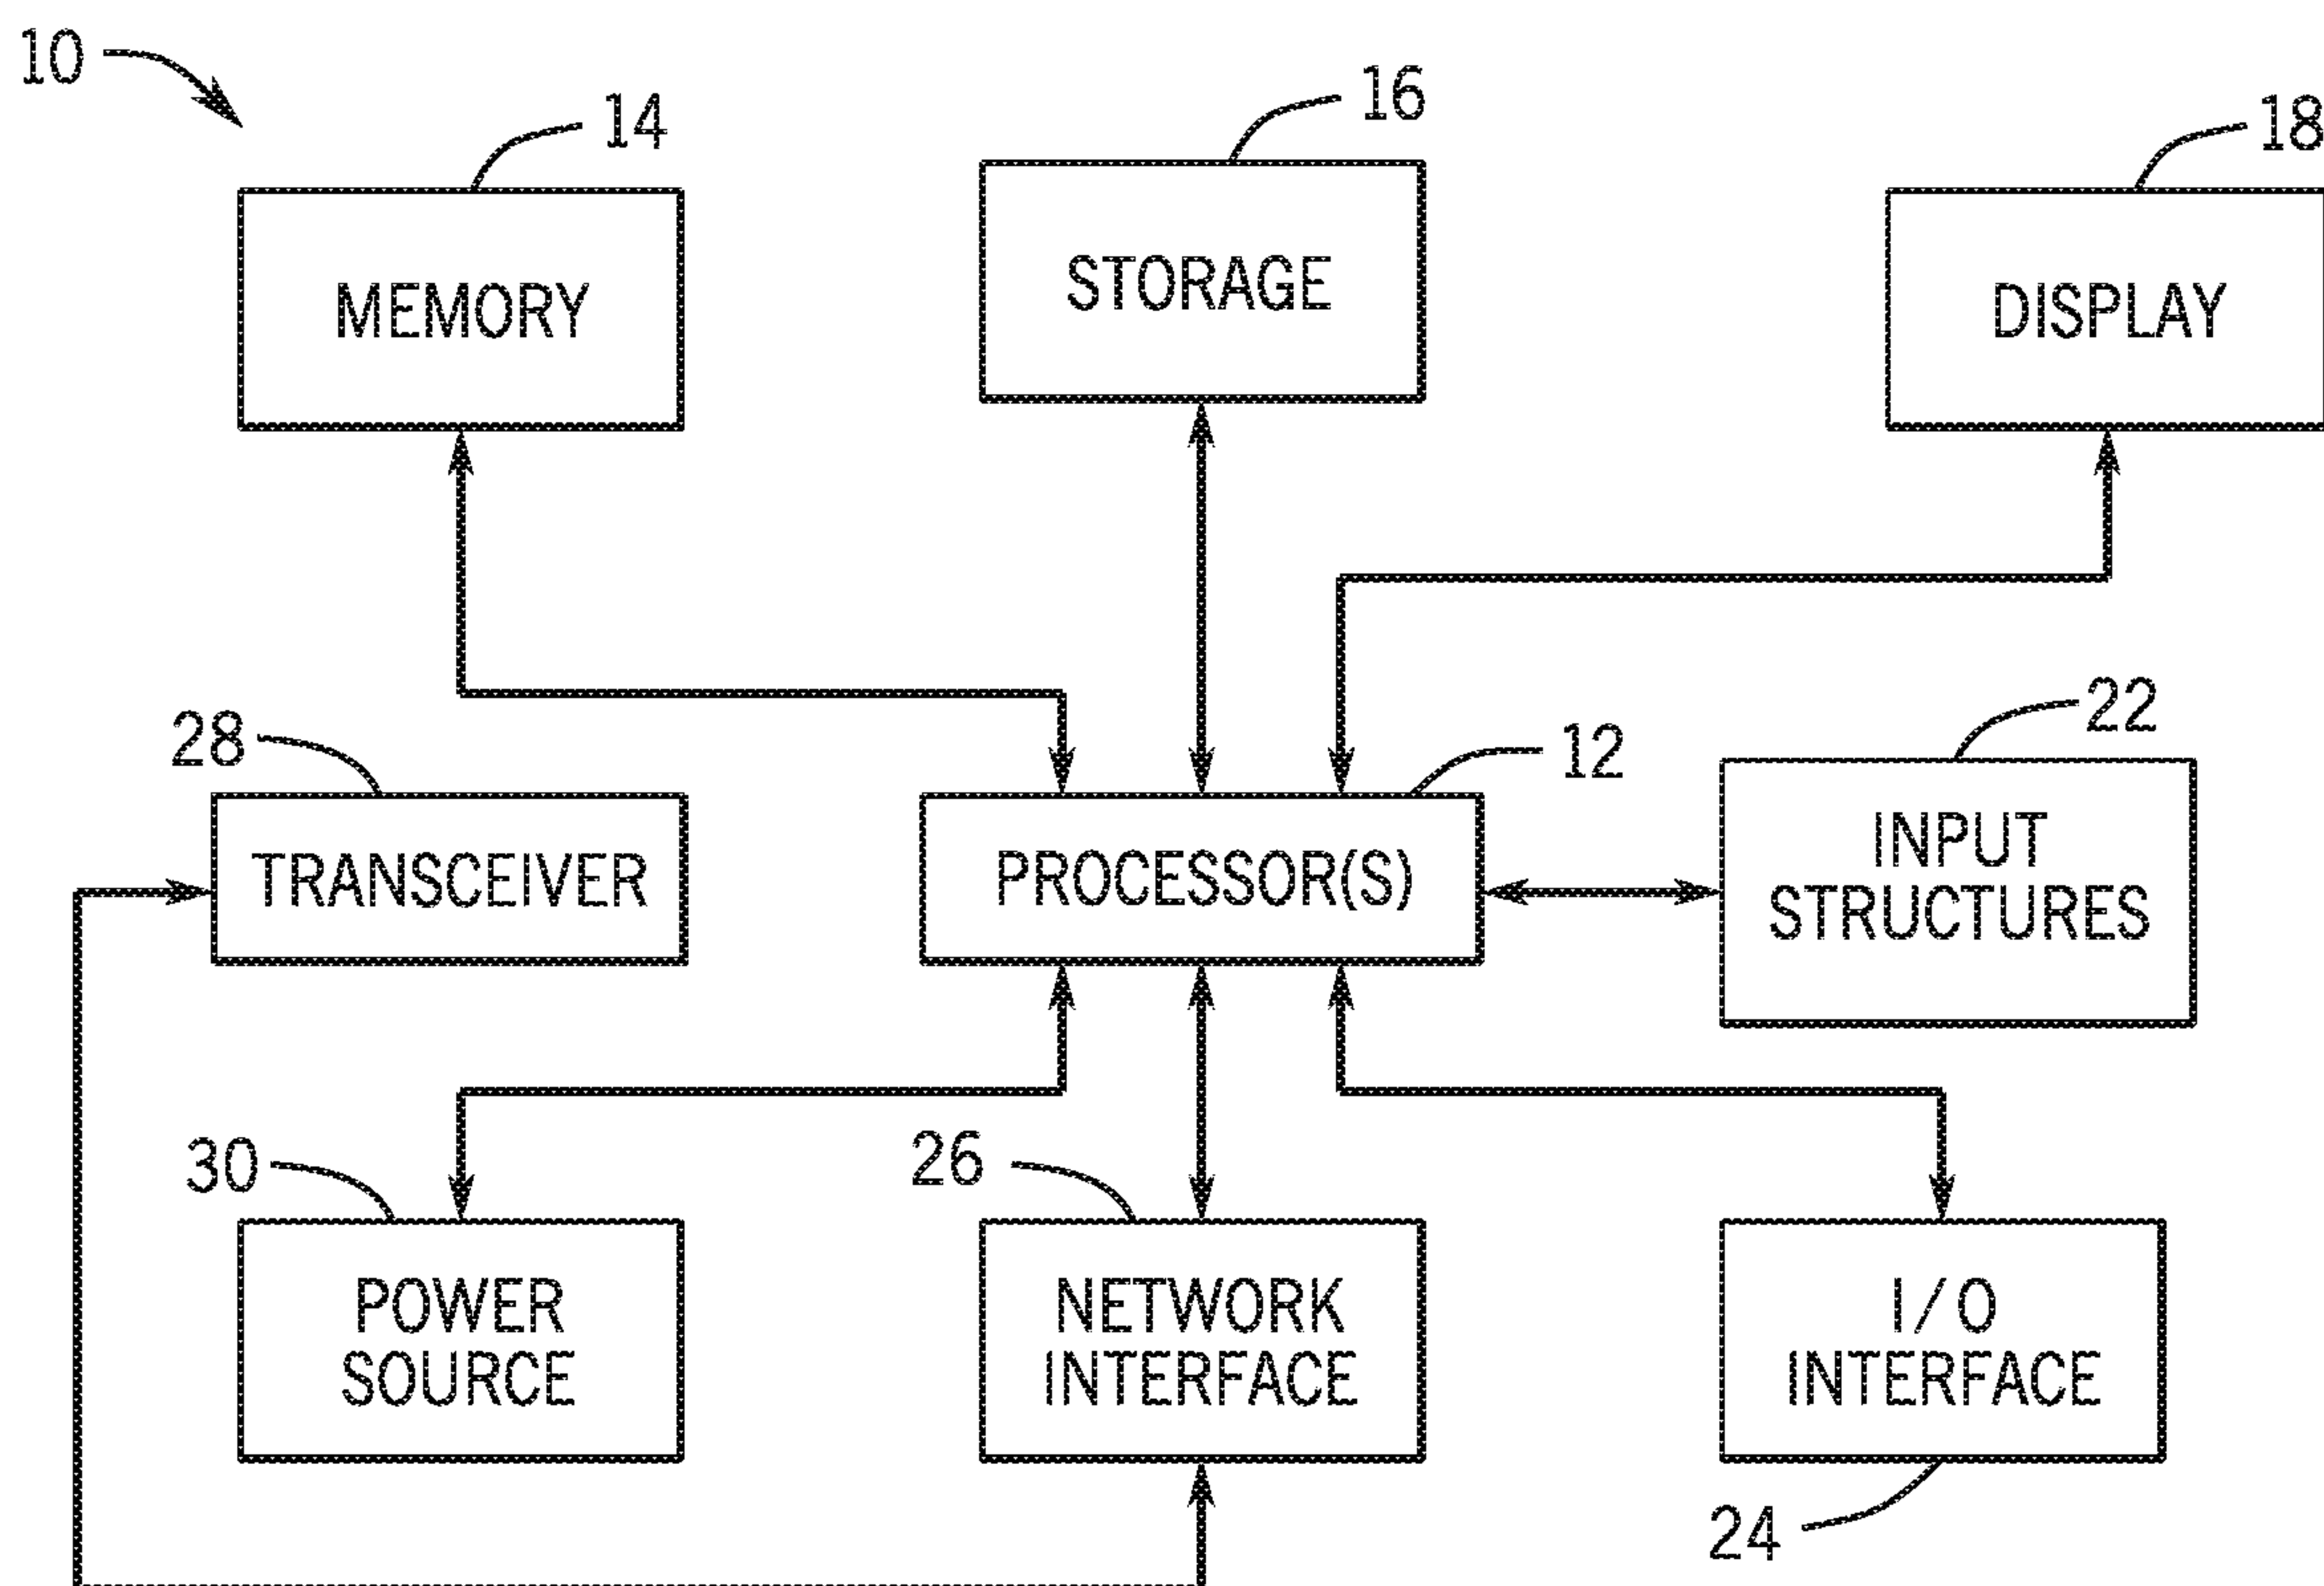 10
14
16
18
MEMORY
STORAGE
DISPLAY
28
12
22
TRANSCEIVER
PROCESSOR(S)
INPUT
STRUCTURES
30
26
POWER
SOURCE
NETWORK
INTERFACE
I/O
INTERFACE
24